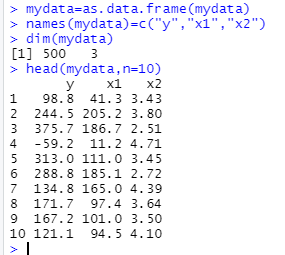 > mydata=as.data.frame(mydata)
> names(mydata)=c("y","x1","x2")
> dim(mydata)
[1] 500   3
> head(mydata,n=10)
       y    x1   x2
1   98.8  41.3 3.43
2  244.5 205.2 3.80
3  375.7 186.7 2.51
4  -59.2  11.2 4.71
5  313.0 111.0 3.45
6  288.8 185.1 2.72
7  134.8 165.0 4.39
8  171.7  97.4 3.64
9  167.2 101.0 3.50
10 121.1  94.5 4.10
>